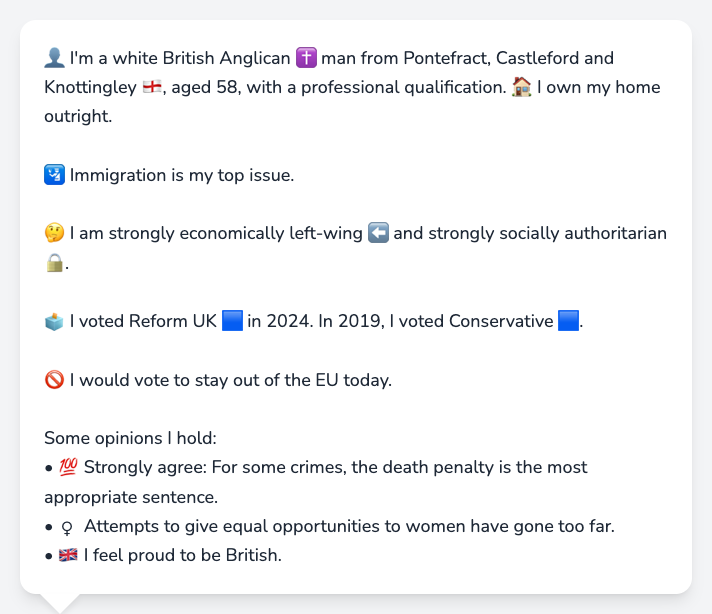 👤 I'm a white British Anglican ✝️ man from Pontefract, Castleford and
Knottingley 🏴󠁧󠁢󠁥󠁮󠁧󠁿, aged 58, with a professional qualification. 🏠 I own my home
outright.
🛂 Immigration is my top issue.
🤔 I am strongly economically left-wing ⬅️ and strongly socially authoritarian
🔒.
🗳️ I voted Reform UK 🟦 in 2024. In 2019, I voted Conservative 🟦.
🚫 I would vote to stay out of the EU today.
Some opinions I hold:
• 💯 Strongly agree: For some crimes, the death penalty is the most
appropriate sentence.
• ♀ Attempts to give equal opportunities to women have gone too far.
• 🇬🇧 I feel proud to be British.